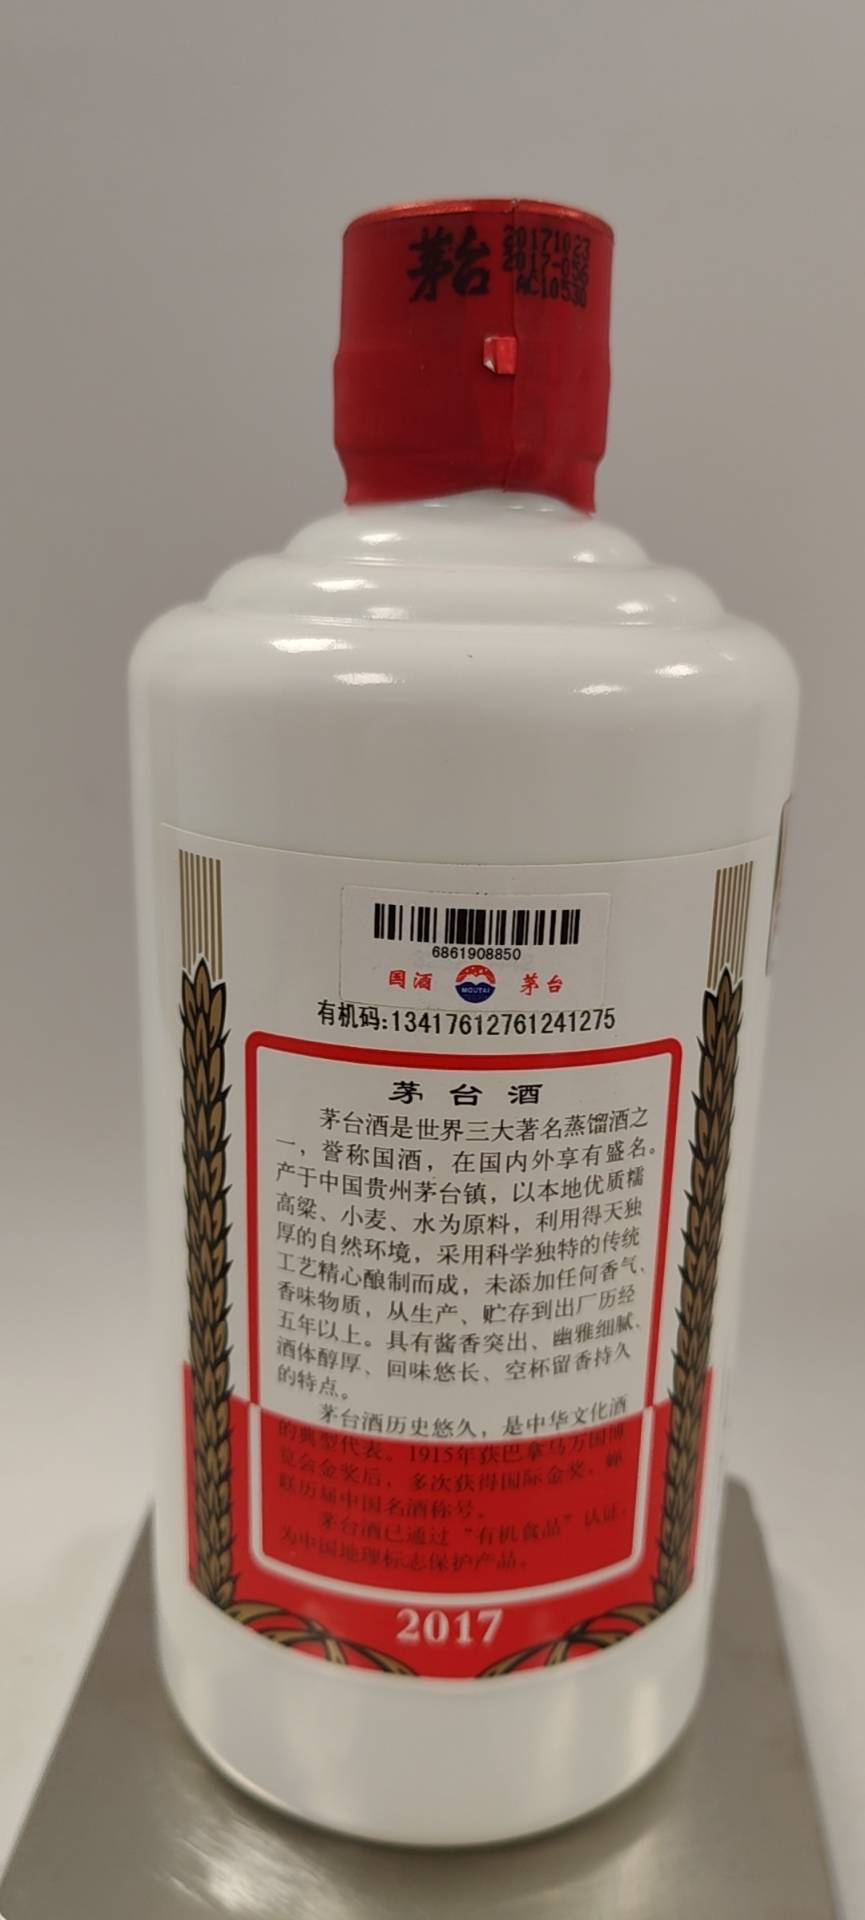 茅台
20171023
2017-056
AC10530
6861908850
国酒 MOUTAI 茅台
有机码:13417612761241275
茅台酒
茅台酒是世界三大著名蒸馏酒之
一，誉称国酒，在国内外享有盛名。
产于中国贵州茅台镇，以本地优质糯
高粱、小麦、水为原料，利用得天独
厚的自然环境，采用科学独特的传统
工艺精心酿制而成，未添加任何香气、
香味物质，从生产、贮存到出厂历经
五年以上。具有酱香突出、幽雅细腻、
酒体醇厚、回味悠长、空杯留香持久
的特点。
茅台酒历史悠久，是中华文化酒
的典型代表。1915年获巴拿马万国博
览会金奖后，多次获得国际金奖，蝉
联历届中国名酒称号。
茅台酒已通过“有机食品”认证，
为中国地理标志保护产品。
2017